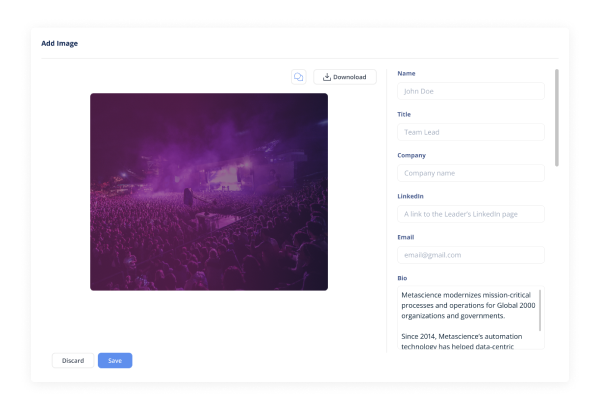 Add Image
Downoload
Name
John Doe
Title
Team Lead
Company
Company name
Linkedin
A link to the Leader's LinkedIn page
Email
email@gmail.com
Bio
Metascience modernizes mission-critical
processes and operations for Global 2000
organizations and governments.
Since 2014, Metascience's automation
technology has helped data-centric
Discard
Save